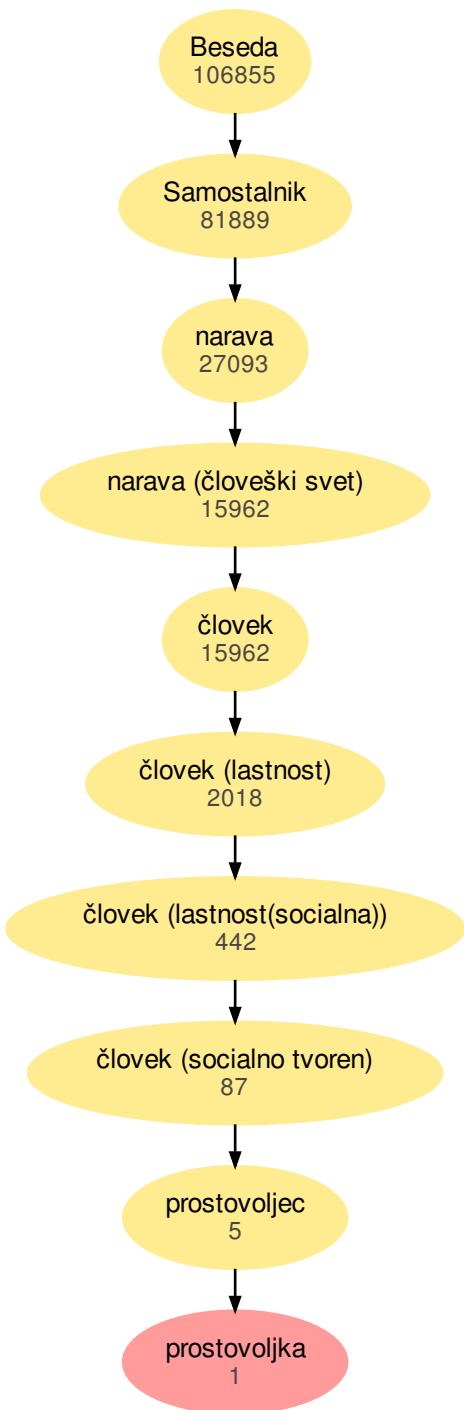 Beseda
106855
Samostalnik
81889
narava
27093
narava (človeški svet)
15962
človek
15962
človek (lastnost)
2018
človek (lastnost(socialna))
442
človek (socialno tvoren)
87
prostovoljec
5
prostovoljka
1